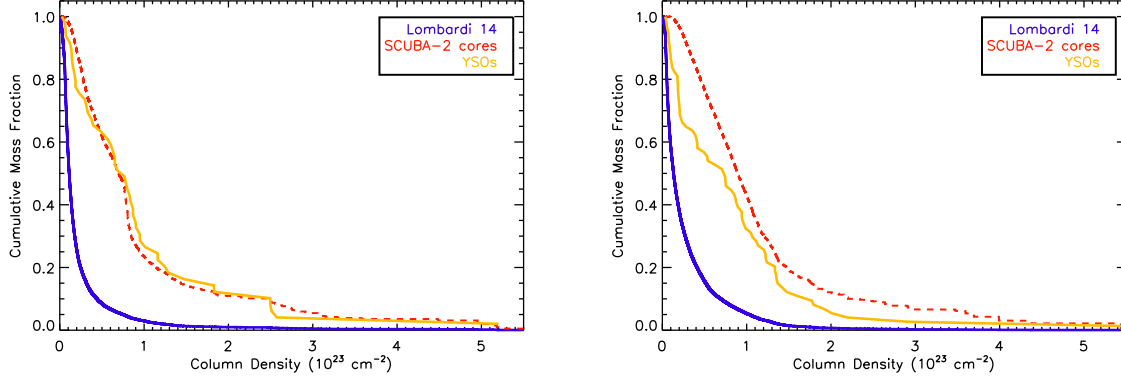 1.0
0.8
0.6
0.4
0.2
0.0
Cumulative Mass Fraction
0 1 2 3 4 5
Column Density (10²³ cm⁻²)
Lombardi 14
SCUBA-2 cores
YSOs
1.0
0.8
0.6
0.4
0.2
0.0
Cumulative Mass Fraction
0 1 2 3 4 5
Column Density (10²³ cm⁻²)
Lombardi 14
SCUBA-2 cores
YSOs